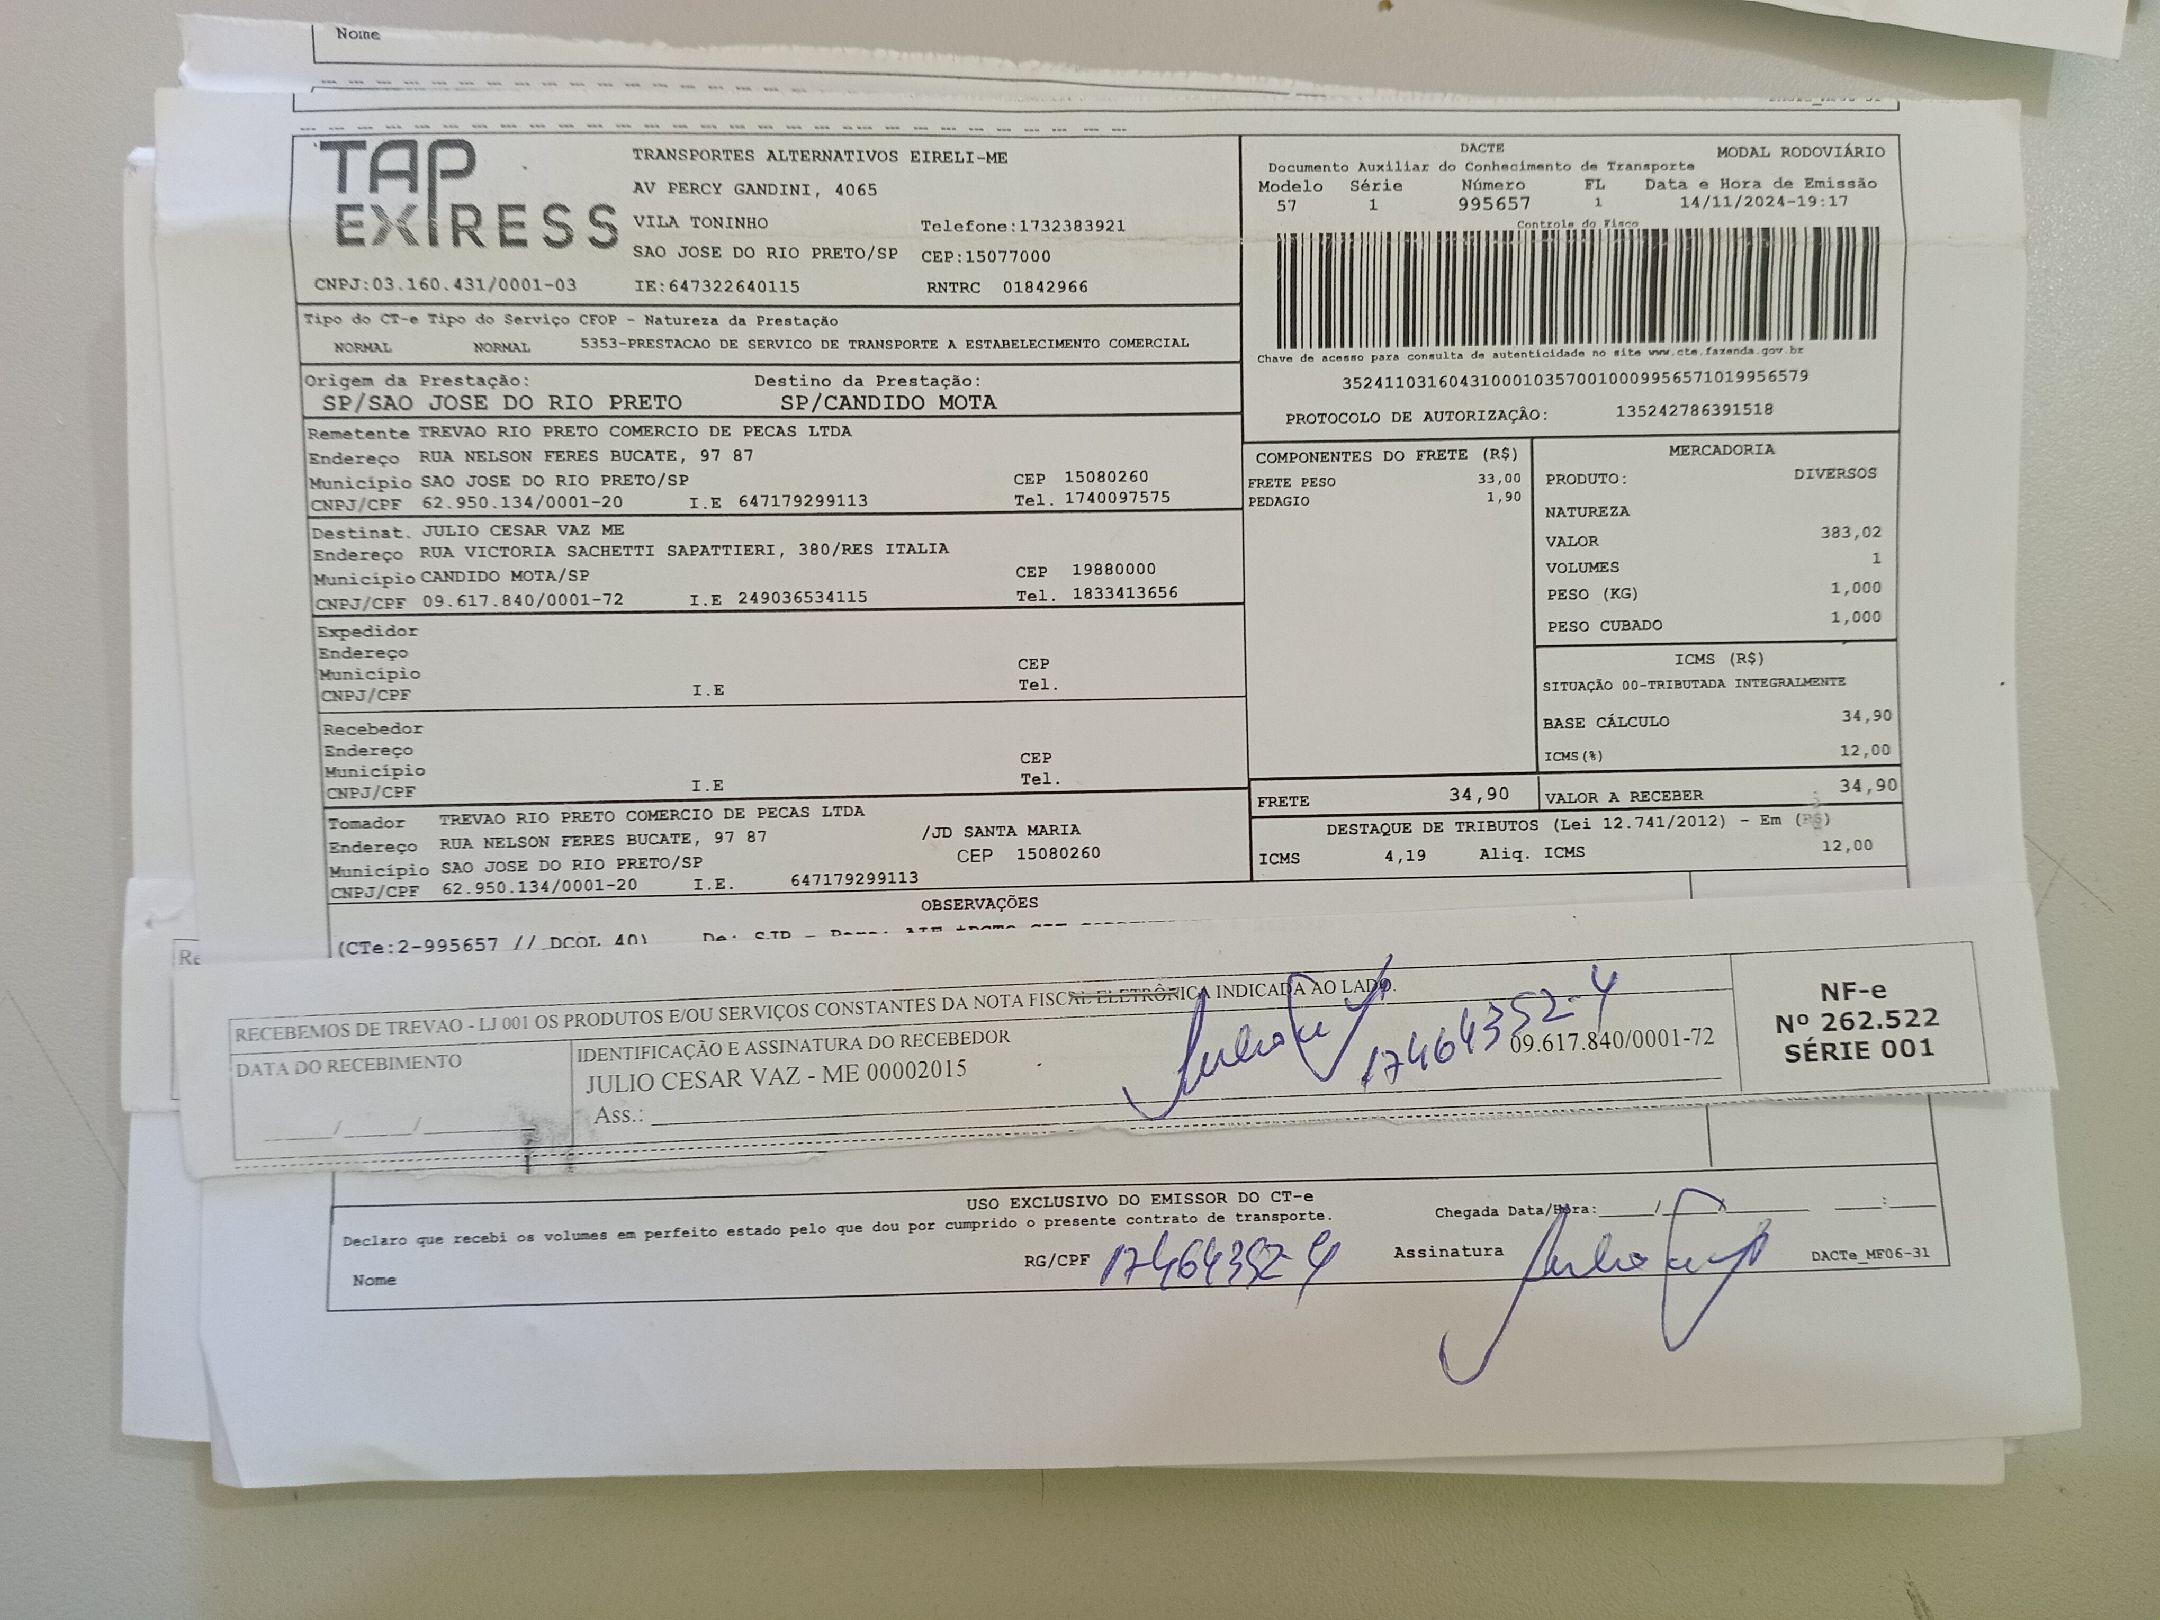 Nome
TAP EXPRESS
TRANSPORTES ALTERNATIVOS EIRELI-ME
AV PERCY GANDINI, 4065
VILA TONINHO Telefone:1732383921
SAO JOSE DO RIO PRETO/SP CEP:15077000
CNPJ:03.160.431/0001-03 IE:647322640115 RNTRC 01842966
DACTE MODAL RODOVIÁRIO
Documento Auxiliar do Conhecimento de Transporte
Modelo Série Número FL Data e Hora de Emissão
57 1 995657 1 14/11/2024-19:17
Controle do Fisco
Chave de acesso para consulta de autenticidade no site www.cte.fazenda.gov.br
35241103160431000103570010009956571019956579
PROTOCOLO DE AUTORIZAÇÃO: 135242786391518
Tipo do CT-e Tipo do Serviço CFOP - Natureza da Prestação
NORMAL NORMAL 5353-PRESTACAO DE SERVICO DE TRANSPORTE A ESTABELECIMENTO COMERCIAL
Origem da Prestação: Destino da Prestação:
SP/SAO JOSE DO RIO PRETO SP/CANDIDO MOTA
Remetente TREVAO RIO PRETO COMERCIO DE PECAS LTDA
Endereço RUA NELSON FERES BUCATE, 97 87
Município SAO JOSE DO RIO PRETO/SP CEP 15080260
CNPJ/CPF 62.950.134/0001-20 I.E 647179299113 Tel. 1740097575
Destinat. JULIO CESAR VAZ ME
Endereço RUA VICTORIA SACHETTI SAPATTIERI, 380/RES ITALIA
Município CANDIDO MOTA/SP CEP 19880000
CNPJ/CPF 09.617.840/0001-72 I.E 249036534115 Tel. 1833413656
Expedidor
Endereço
Município CEP
CNPJ/CPF I.E Tel.
Recebedor
Endereço
Município CEP
CNPJ/CPF I.E Tel.
Tomador TREVAO RIO PRETO COMERCIO DE PECAS LTDA
Endereço RUA NELSON FERES BUCATE, 97 87 /JD SANTA MARIA
Município SAO JOSE DO RIO PRETO/SP CEP 15080260
CNPJ/CPF 62.950.134/0001-20 I.E. 647179299113
COMPONENTES DO FRETE (R$)
FRETE PESO 33,00
PEDAGIO 1,90
MERCADORIA
PRODUTO: DIVERSOS
NATUREZA
VALOR 383,02
VOLUMES 1
PESO (KG) 1,000
PESO CUBADO 1,000
ICMS (R$)
SITUAÇÃO 00-TRIBUTADA INTEGRALMENTE
BASE CÁLCULO 34,90
ICMS(%) 12,00
FRETE 34,90 VALOR A RECEBER 34,90
DESTAQUE DE TRIBUTOS (Lei 12.741/2012) - Em (R$)
ICMS 4,19 Aliq. ICMS 12,00
OBSERVAÇÕES
(CTe:2-995657 // DCOL 40) De: SJP - Para:
Re
RECEBEMOS DE TREVAO - LJ 001 OS PRODUTOS E/OU SERVIÇOS CONSTANTES DA NOTA FISCAL ELETRÔNICA INDICADA AO LADO.
DATA DO RECEBIMENTO
___/___/___
IDENTIFICAÇÃO E ASSINATURA DO RECEBEDOR
JULIO CESAR VAZ - ME 00002015 09.617.840/0001-72
Ass.:
17464352-4
NF-e
Nº 262.522
SÉRIE 001
USO EXCLUSIVO DO EMISSOR DO CT-e
Declaro que recebi os volumes em perfeito estado pelo que dou por cumprido o presente contrato de transporte. Chegada Data/Hora:___/___/___ ___:___
Nome RG/CPF 17464352-4 Assinatura DACTe_MF06-31